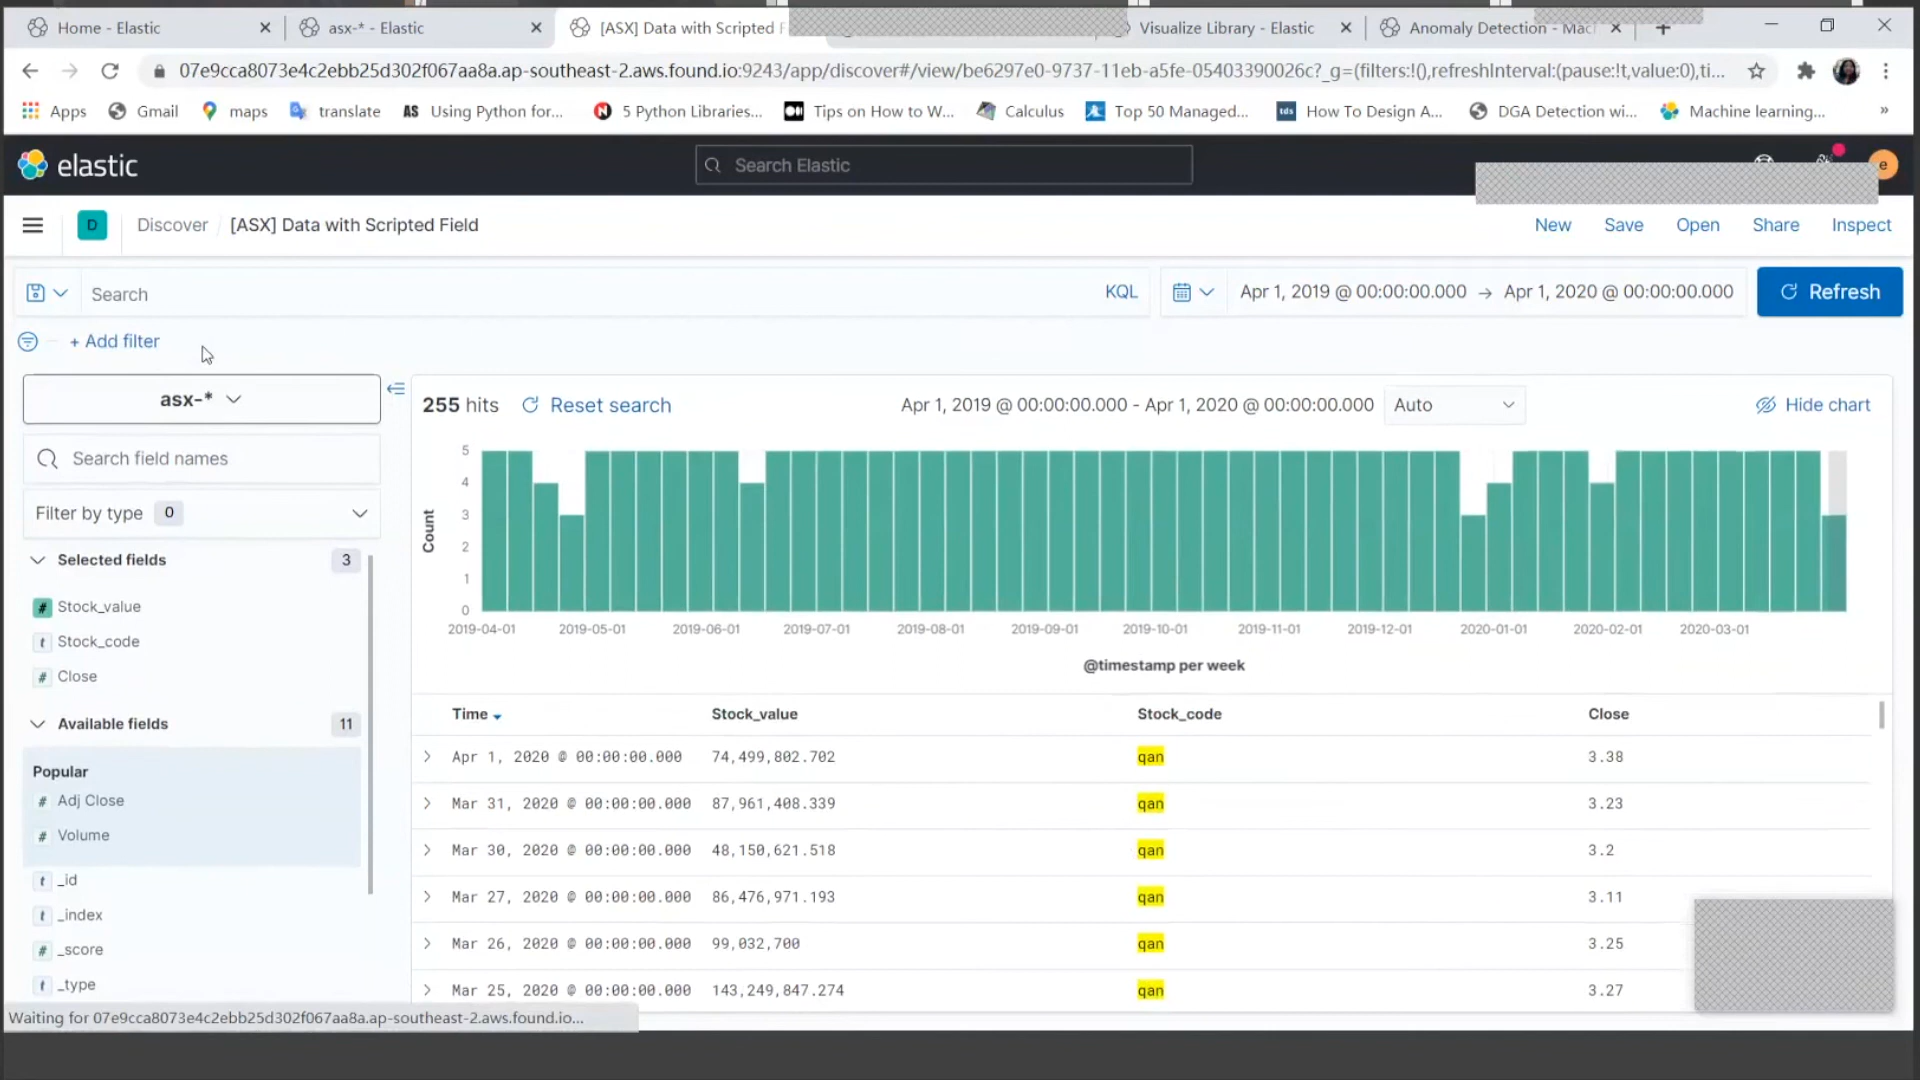 Home - Elastic
asx-* - Elastic
[ASX] Data with Scripted F
Visualize Library - Elastic
Anomaly Detection - Mac
07e9cca8073e4c2ebb25d302f067aa8a.ap-southeast-2.aws.found.io:9243/app/discover#/view/be6297e0-9737-11eb-a5fe-05403390026c?_g=(filters:!(),refreshInterval:(pause:!t,value:0),ti...
Apps
Gmail
maps
translate
AS Using Python for...
5 Python Libraries...
Tips on How to W...
Calculus
Top 50 Managed...
tds How To Design A...
DGA Detection wi...
Machine learning...
»
elastic
Search Elastic
e
D
Discover / [ASX] Data with Scripted Field
New Save Open Share Inspect
Search
KQL
Apr 1, 2019 @ 00:00:00.000 → Apr 1, 2020 @ 00:00:00.000
Refresh
+ Add filter
asx-*
Search field names
Filter by type 0
Selected fields 3
# Stock_value
t Stock_code
# Close
Available fields 11
Popular
# Adj Close
# Volume
t _id
t _index
# _score
t _type
255 hits
Reset search
Apr 1, 2019 @ 00:00:00.000 - Apr 1, 2020 @ 00:00:00.000
Auto
Hide chart
Count
5
4
3
2
1
0
2019-04-01 2019-05-01 2019-06-01 2019-07-01 2019-08-01 2019-09-01 2019-10-01 2019-11-01 2019-12-01 2020-01-01 2020-02-01 2020-03-01
@timestamp per week
Time Stock_value Stock_code Close
Apr 1, 2020 @ 00:00:00.000 74,499,802.702 qan 3.38
Mar 31, 2020 @ 00:00:00.000 87,961,408.339 qan 3.23
Mar 30, 2020 @ 00:00:00.000 48,150,621.518 qan 3.2
Mar 27, 2020 @ 00:00:00.000 86,476,971.193 qan 3.11
Mar 26, 2020 @ 00:00:00.000 99,032,700 qan 3.25
Mar 25, 2020 @ 00:00:00.000 143,249,847.274 qan 3.27
Waiting for 07e9cca8073e4c2ebb25d302f067aa8a.ap-southeast-2.aws.found.io...